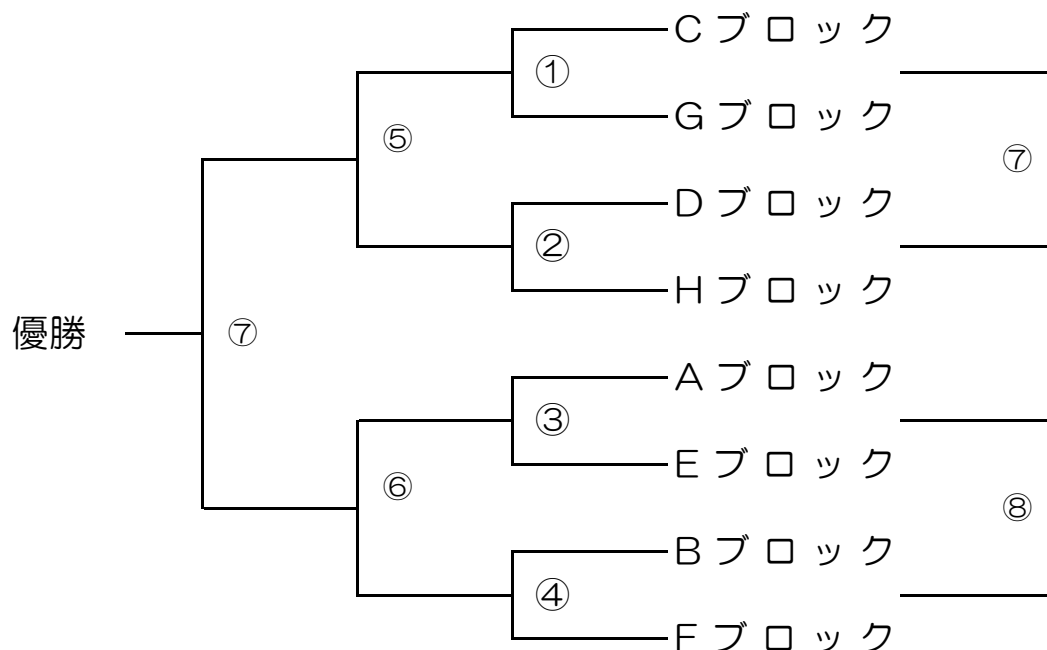 Cブロック
①
Gブロック
⑤
⑦
Dブロック
②
Hブロック
優勝
⑦
Aブロック
③
Eブロック
⑥
⑧
Bブロック
④
Fブロック